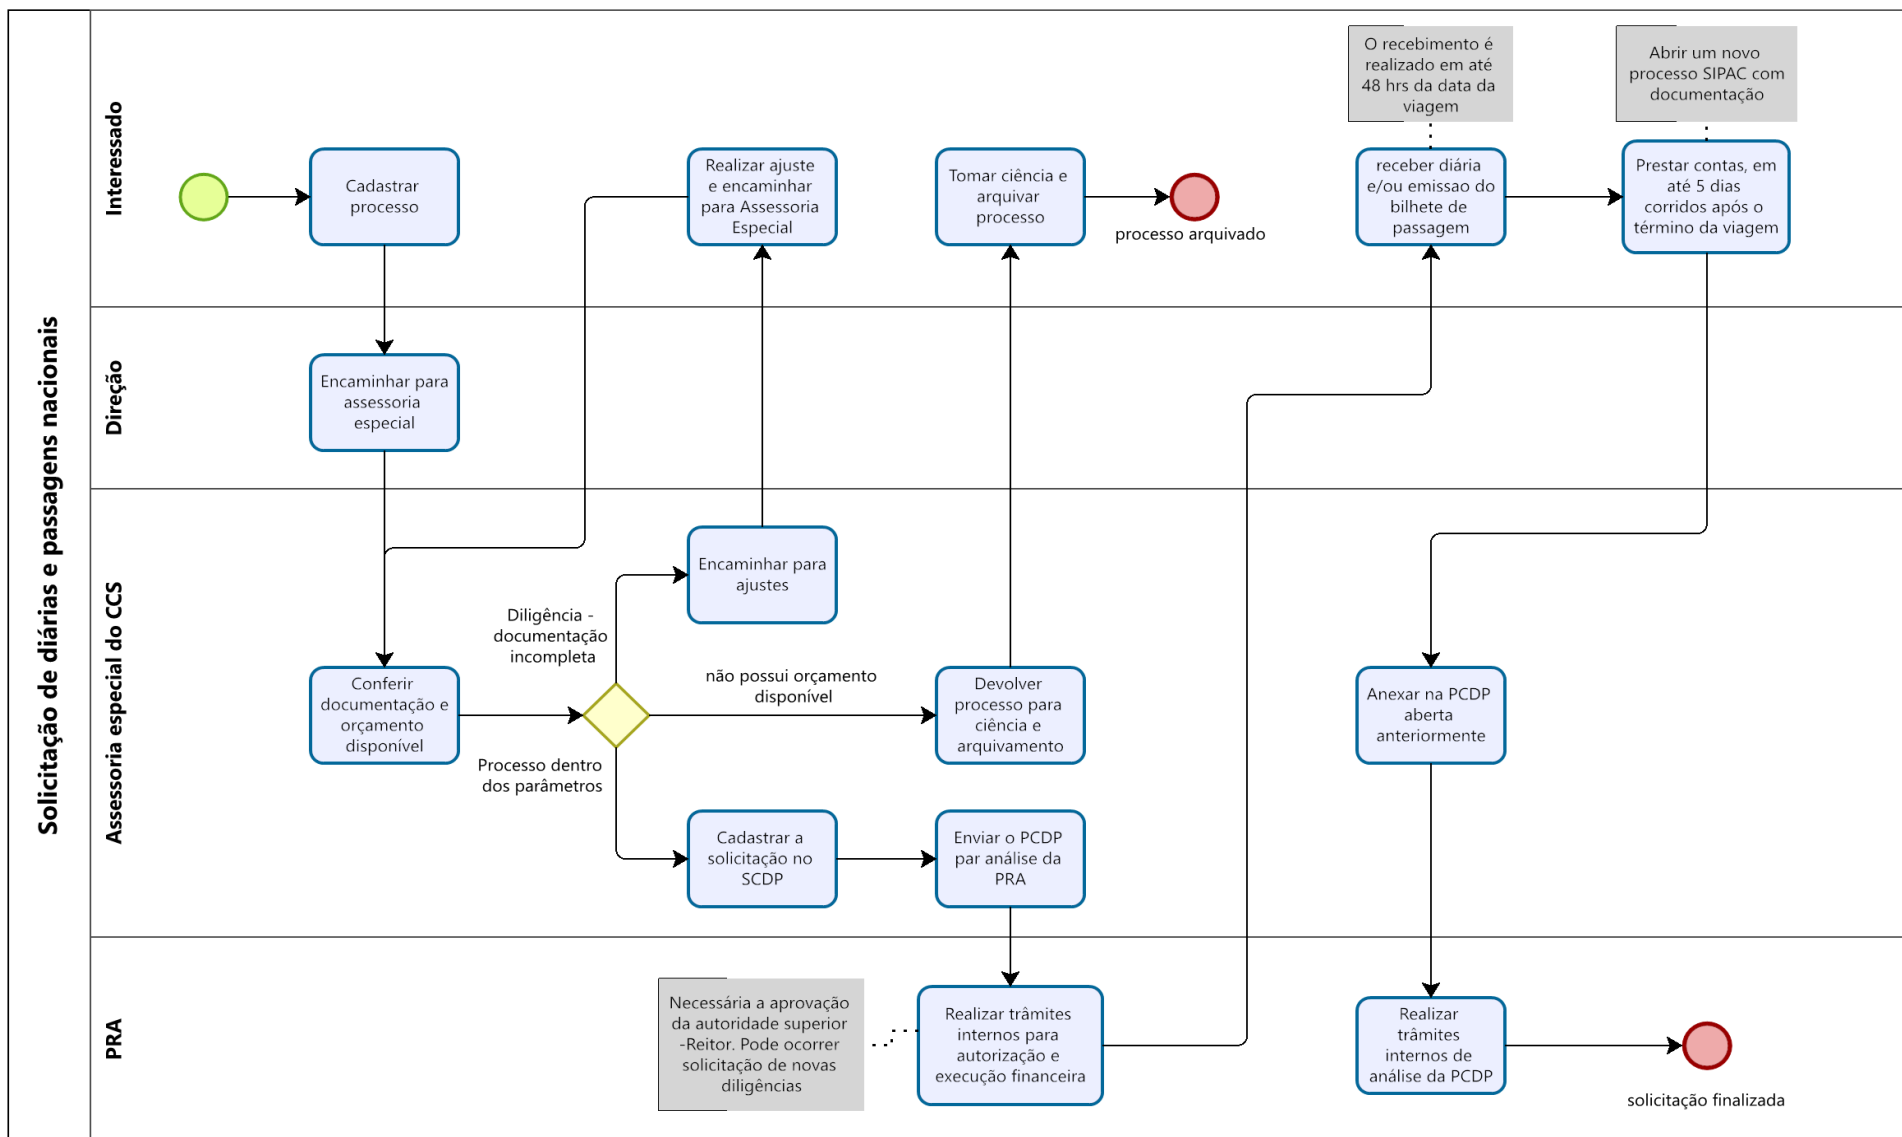 Solicitação de diárias e passagens nacionais
Interessado
Cadastrar
processo
Realizar ajuste
e encaminhar
para Assessoria
Especial
Tomar ciência e
arquivar
processo
processo arquivado
O recebimento é
realizado em até
48 hrs da data da
viagem
receber diária
e/ou emissao do
bilhete de
passagem
Abrir um novo
processo SIPAC com
documentação
Prestar contas, em
até 5 dias
corridos após o
término da viagem
Direção
Encaminhar para
assessoria
especial
Assessoria especial do CCS
Conferir
documentação e
orçamento
disponível
Diligência -
documentação
incompleta
Encaminhar para
ajustes
não possui orçamento
disponível
Devolver
processo para
ciência e
arquivamento
Processo dentro
dos parâmetros
Cadastrar a
solicitação no
SCDP
Enviar o PCDP
par análise da
PRA
Anexar na PCDP
aberta
anteriormente
PRA
Necessária a aprovação
da autoridade superior
-Reitor. Pode ocorrer
solicitação de novas
diligências
Realizar trâmites
internos para
autorização e
execução financeira
Realizar
trâmites
internos de
análise da PCDP
solicitação finalizada